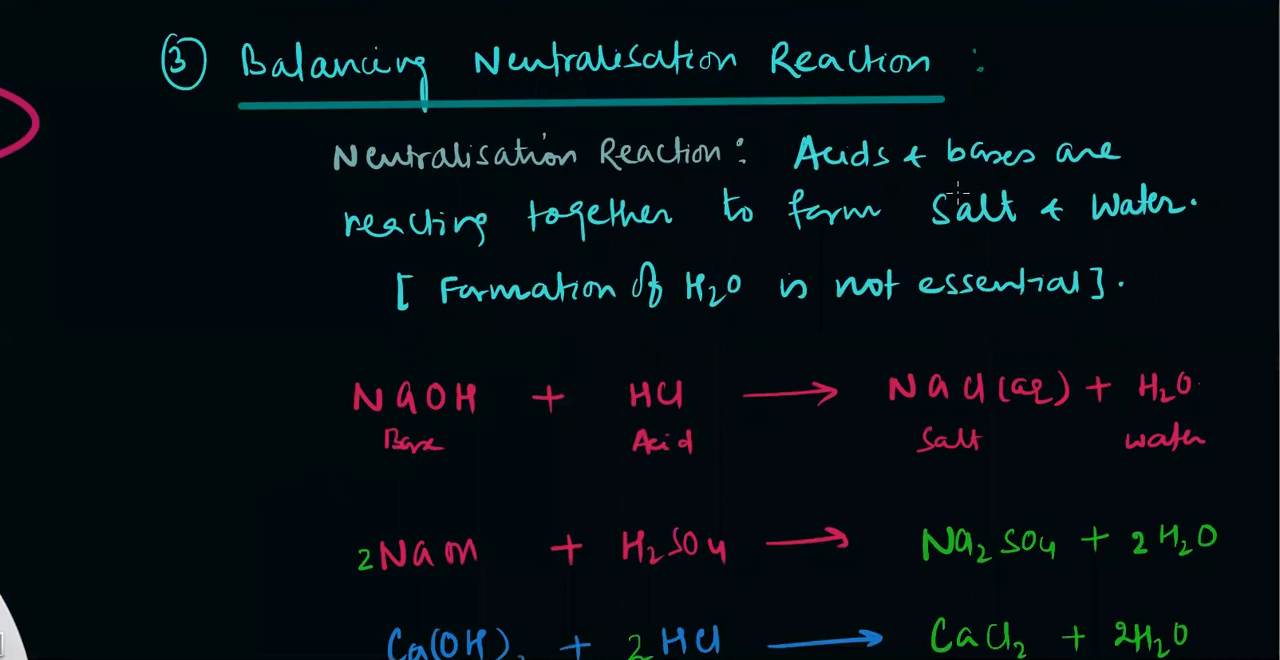 ③ Balancing Neutralisation Reaction :
Neutralisation Reaction : Acids & bases are
reacting together to form Salt & Water.
[ Formation of H₂O is not essential ].
NaOH + HCl ⟶ NaCl (aq) + H₂O
Base Acid Salt water
2NaOH + H₂SO₄ ⟶ Na₂SO₄ + 2H₂O
Ca(OH)₂ + 2HCl ⟶ CaCl₂ + 2H₂O